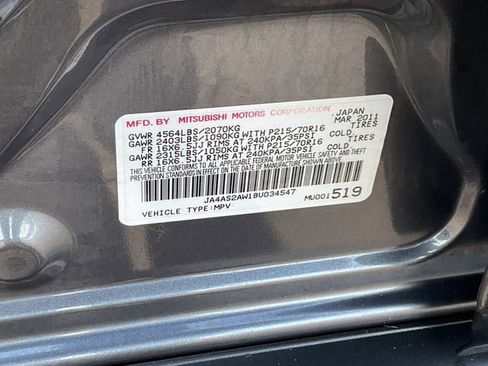 MFD. BY MITSUBISHI MOTORS CORPORATION JAPAN
GVWR 4564LBS/2070KG MAR 2011
GAWR 2403LBS/1090KG WITH P215/70R16 TIRES
FR 16X6.5JJ RIMS AT 240KPA/35PSI COLD
GAWR 2315LBS/1050KG WITH P215/70R16 TIRES
RR 16X6.5JJ RIMS AT 240KPA/35PSI COLD
THIS VEHICLE CONFORMS TO ALL APPLICABLE FEDERAL MOTOR VEHICLE SAFETY AND
THEFT PREVENTION STANDARDS IN EFFECT ON THE DATE OF MANUFACTURE SHOWN ABOVE.
JA4AS2AW1BU034547 MU001519
VEHICLE TYPE:MPV